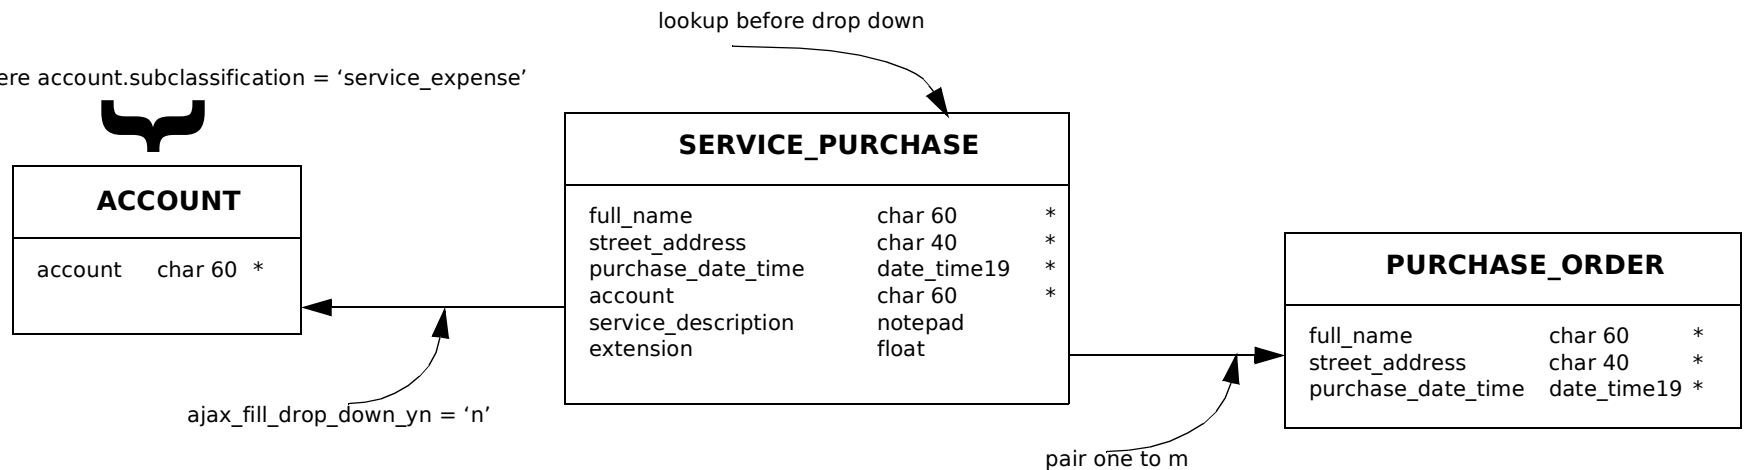 lookup before drop down
ere account.subclassification = ‘service_expense’
SERVICE_PURCHASE
full_name char 60 *
street_address char 40 *
purchase_date_time date_time19 *
account char 60 *
service_description notepad
extension float
ACCOUNT
account char 60 *
PURCHASE_ORDER
full_name char 60 *
street_address char 40 *
purchase_date_time date_time19 *
ajax_fill_drop_down_yn = ‘n’
pair one to m